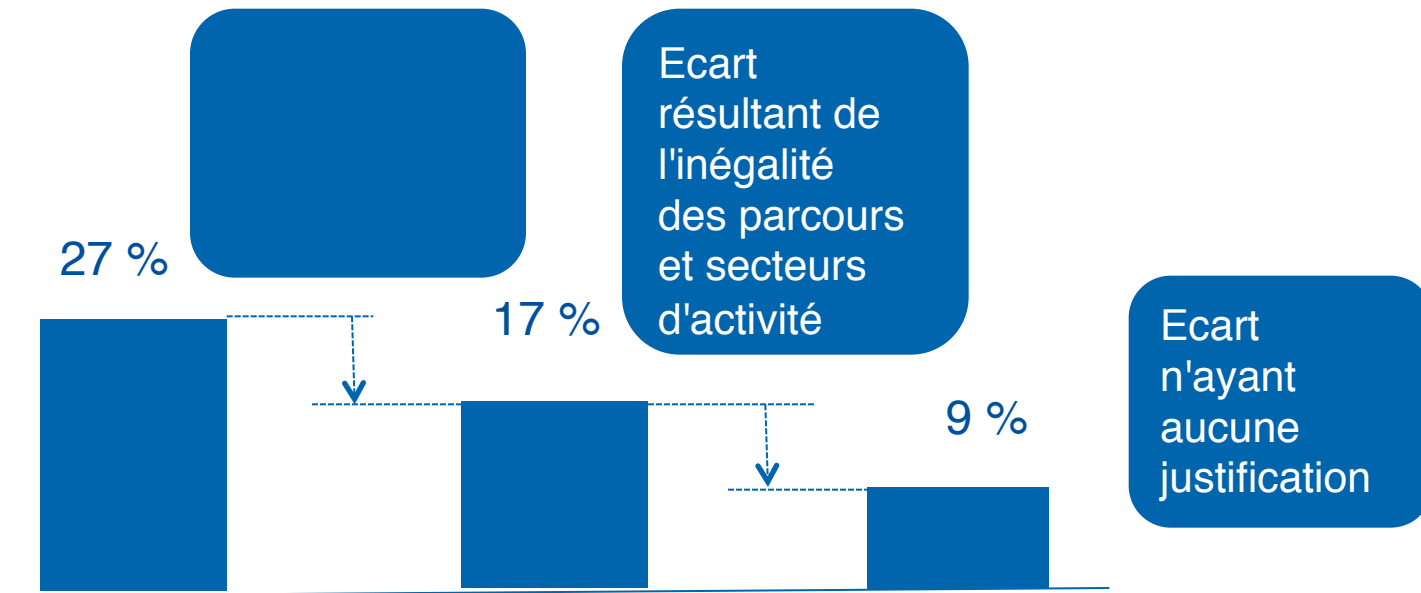 27 %
17 %
Ecart
résultant de
l'inégalité
des parcours
et secteurs
d'activité
9 %
Ecart
n'ayant
aucune
justification